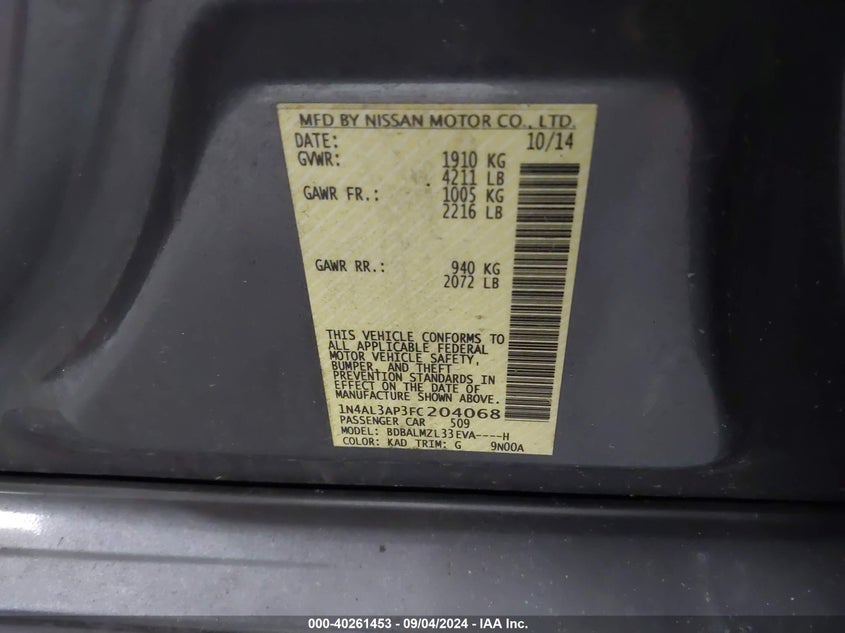 MFD BY NISSAN MOTOR CO., LTD.
DATE: 10/14
GVWR: 1910 KG
4211 LB
GAWR FR.: 1005 KG
2216 LB
GAWR RR.: 940 KG
2072 LB
THIS VEHICLE CONFORMS TO
ALL APPLICABLE FEDERAL
MOTOR VEHICLE SAFETY,
BUMPER, AND THEFT
PREVENTION STANDARDS IN
EFFECT ON THE DATE OF
MANUFACTURE SHOWN ABOVE.
1N4AL3AP3FC204068
PASSENGER CAR 509
MODEL: BDBALMZL33EVA----H
COLOR: KAD TRIM: G 9N00A
000-40261453 - 09/04/2024 - IAA Inc.